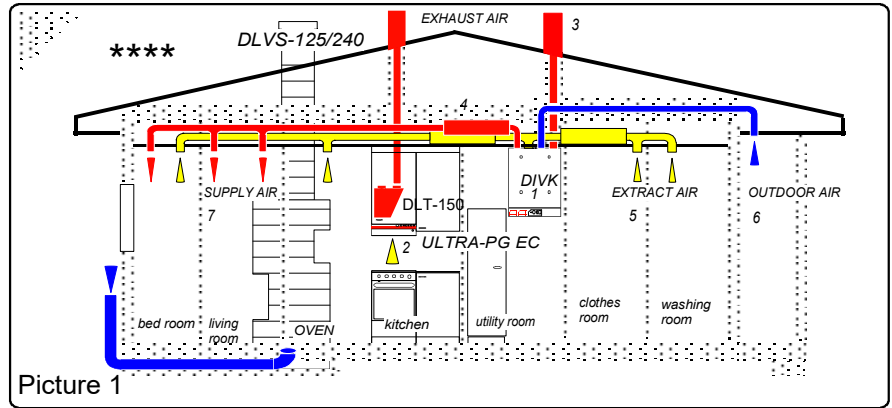 EXHAUST AIR
3
DLVS-125/240
****
4
SUPPLY AIR
7
DLT-150
DIVK
1
EXTRACT AIR
5
OUTDOOR AIR
6
2
ULTRA-PG EC
bed room
living
room
OVEN
kitchen
utility room
clothes
room
washing
room
Picture 1